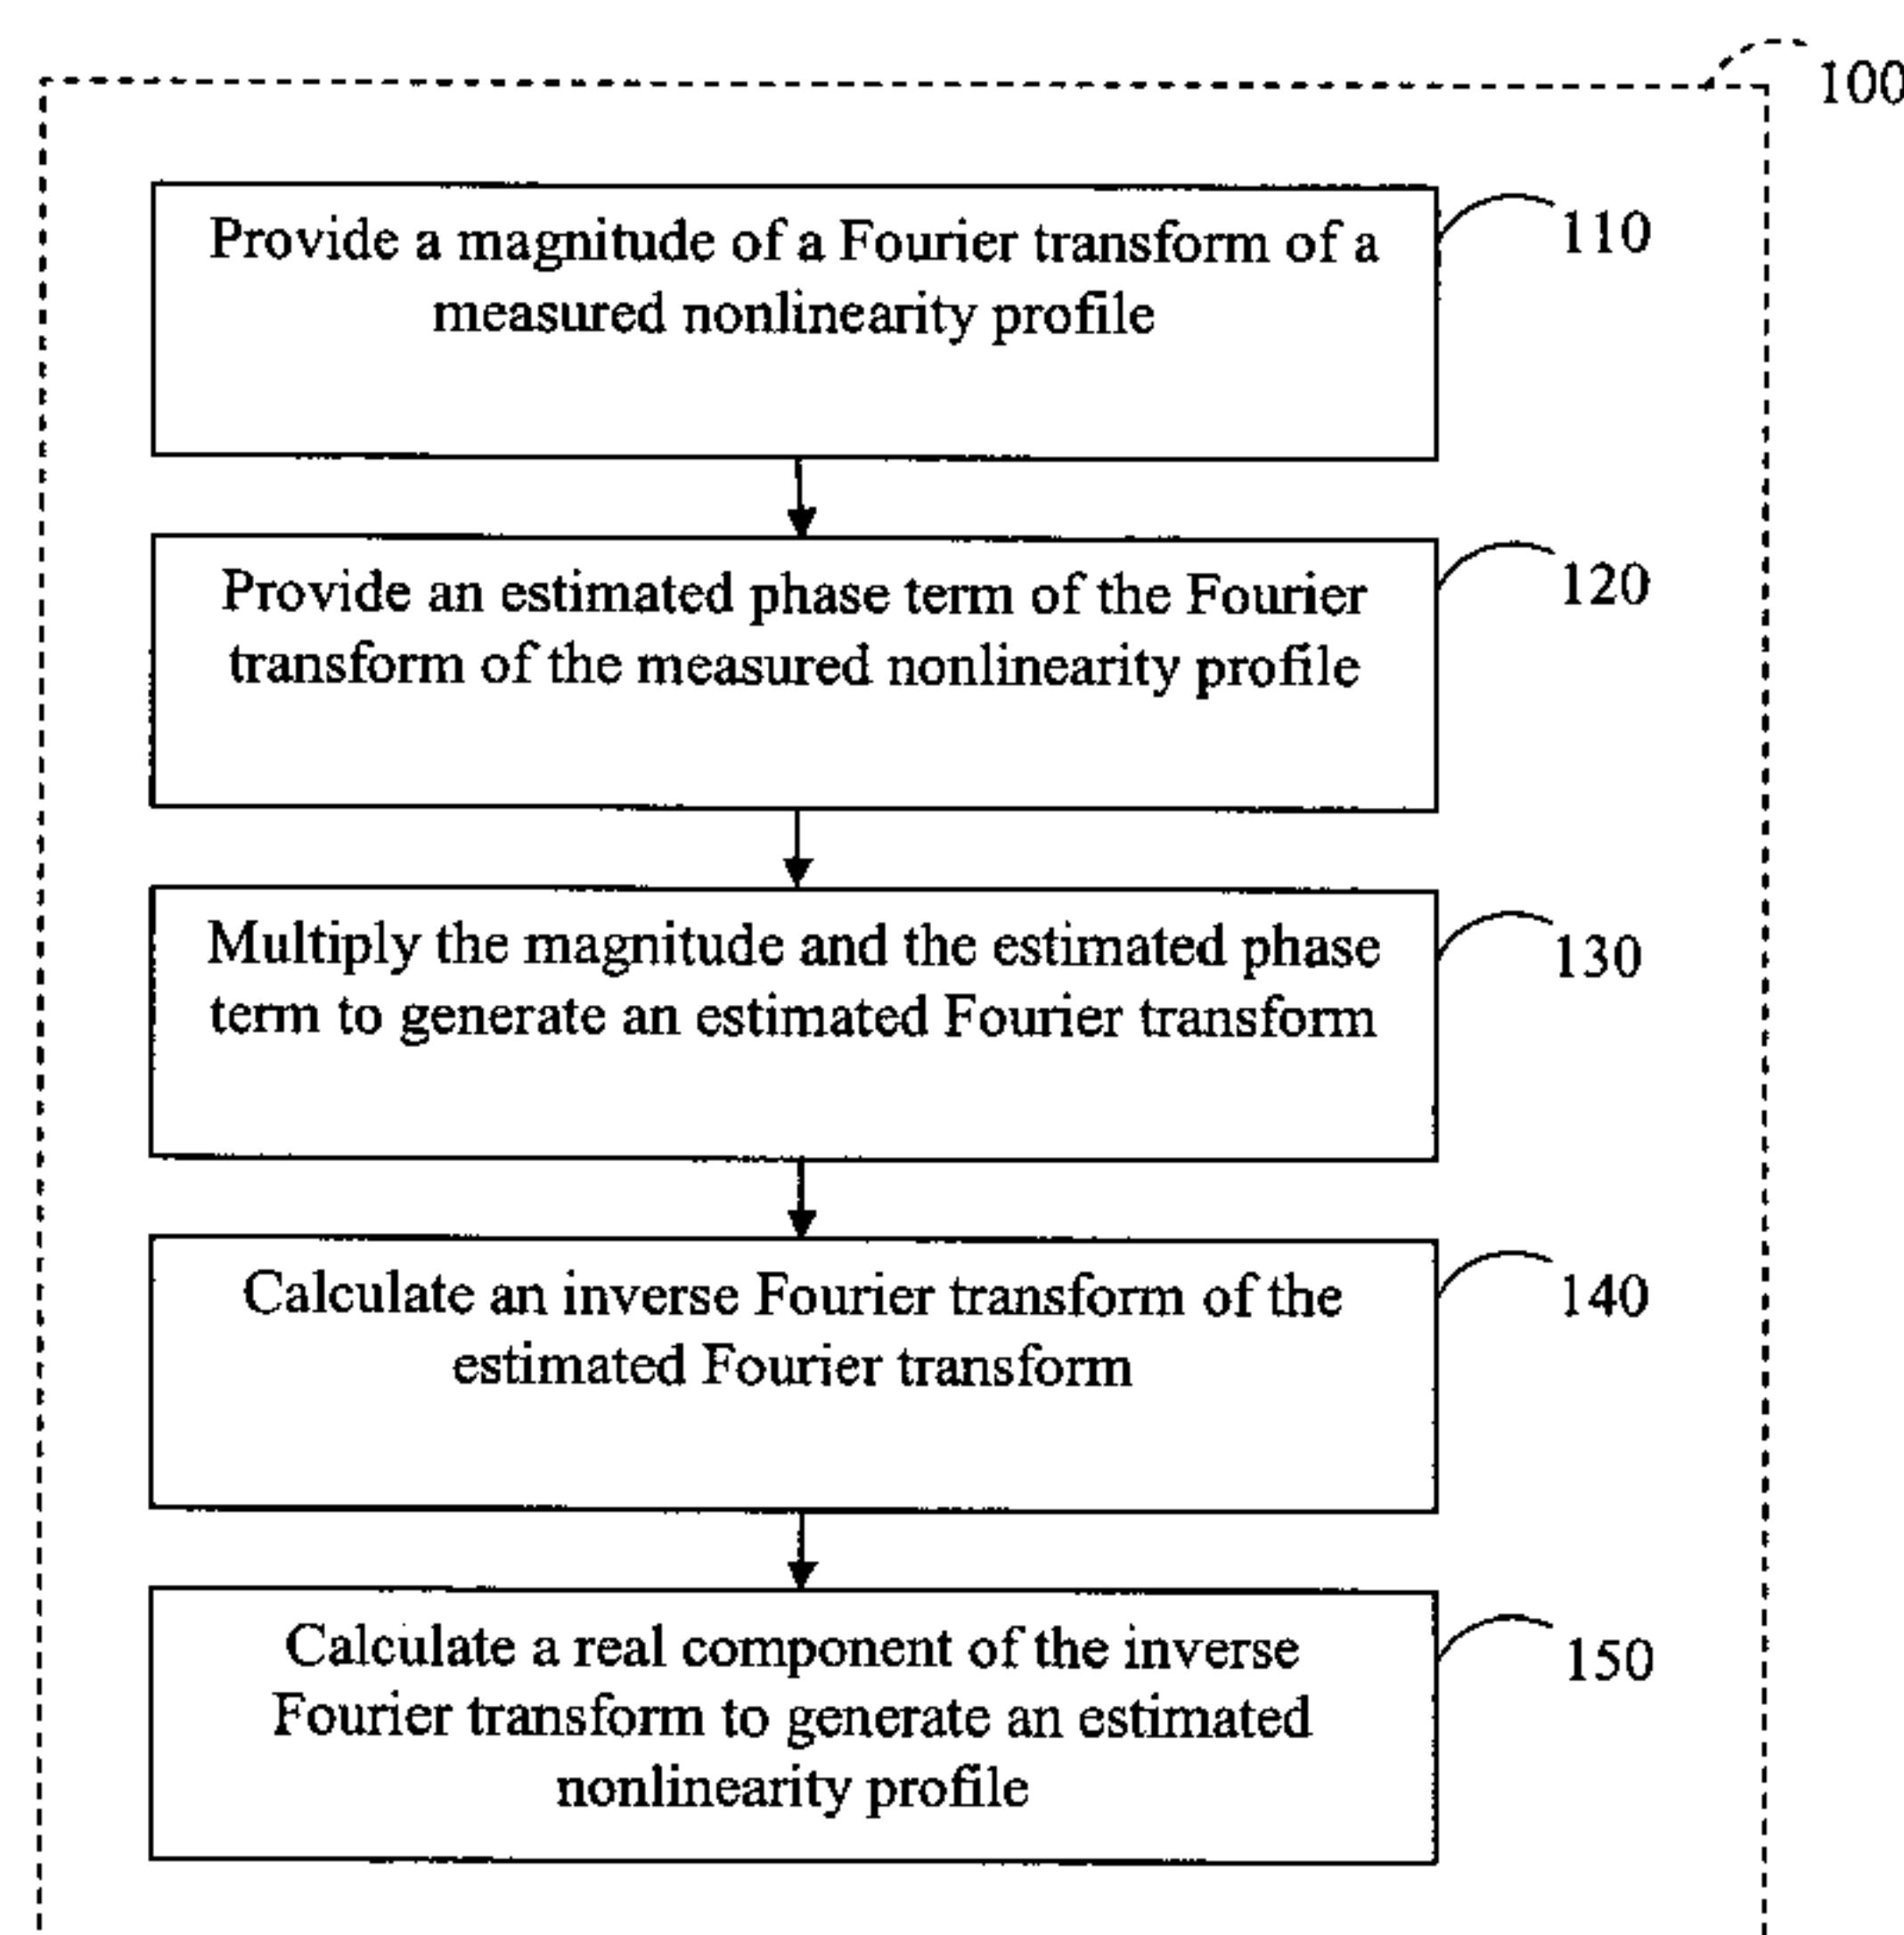 100
Provide a magnitude of a Fourier transform of a
measured nonlinearity profile
110
Provide an estimated phase term of the Fourier
transform of the measured nonlinearity profile
120
Multiply the magnitude and the estimated phase
term to generate an estimated Fourier transform
130
Calculate an inverse Fourier transform of the
estimated Fourier transform
140
Calculate a real component of the inverse
Fourier transform to generate an estimated
nonlinearity profile
150